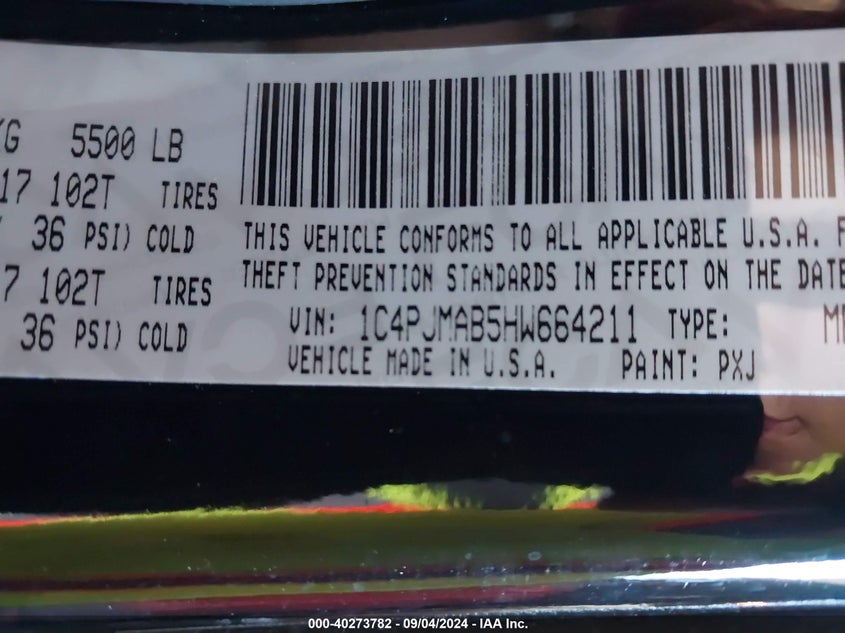 KG 5500 LB
17 102T TIRES
36 PSI) COLD
7 102T TIRES
36 PSI) COLD
THIS VEHICLE CONFORMS TO ALL APPLICABLE U.S.A. F
THEFT PREVENTION STANDARDS IN EFFECT ON THE DATE
VIN: 1C4PJMAB5HW664211 TYPE: M
VEHICLE MADE IN U.S.A. PAINT: PXJ
000-40273782 - 09/04/2024 - IAA Inc.